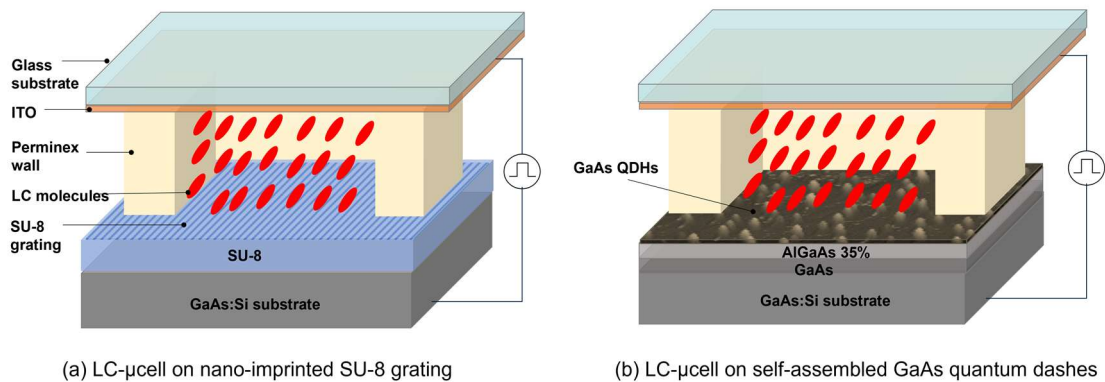 Glass
substrate
ITO
Perminex
wall
LC molecules
SU-8
grating
SU-8
GaAs:Si substrate
(a) LC-μcell on nano-imprinted SU-8 grating
GaAs QDHs
AlGaAs 35%
GaAs
GaAs:Si substrate
(b) LC-μcell on self-assembled GaAs quantum dashes